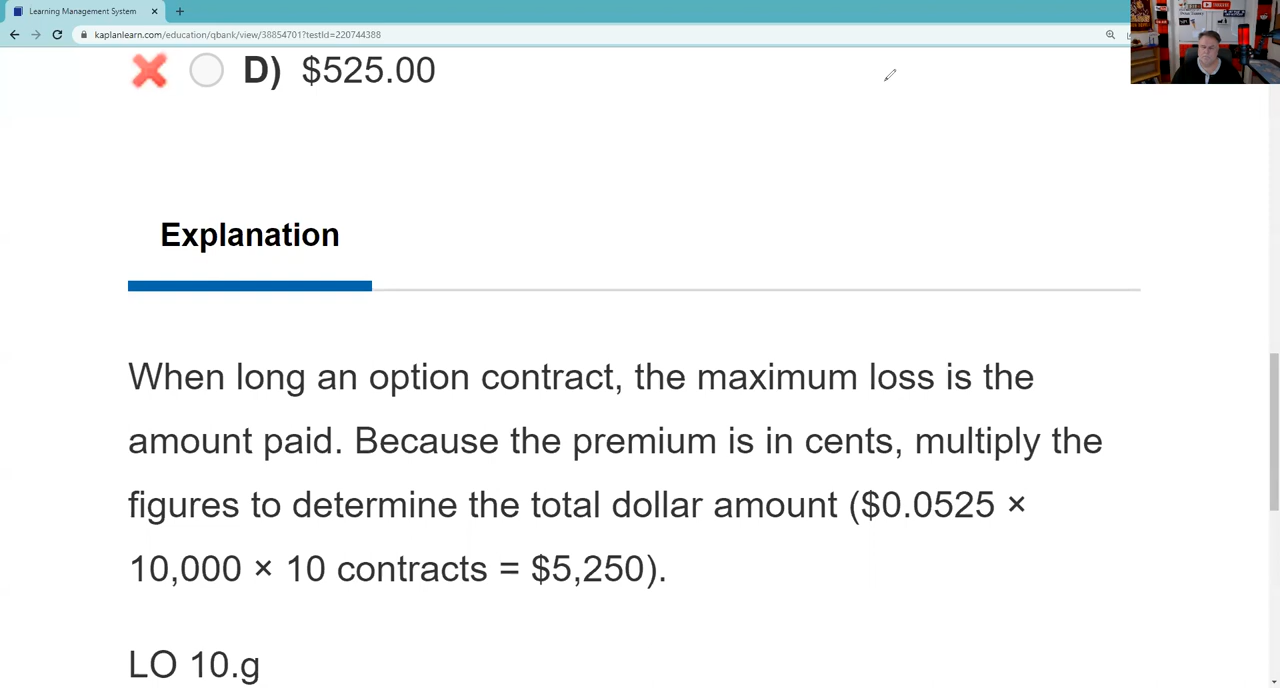 Learning Management System
kaplanlearn.com/education/qbank/view/38854701?testId=220744388
D) $525.00
Explanation
When long an option contract, the maximum loss is the
amount paid. Because the premium is in cents, multiply the
figures to determine the total dollar amount ($0.0525 ×
10,000 × 10 contracts = $5,250).
LO 10.g